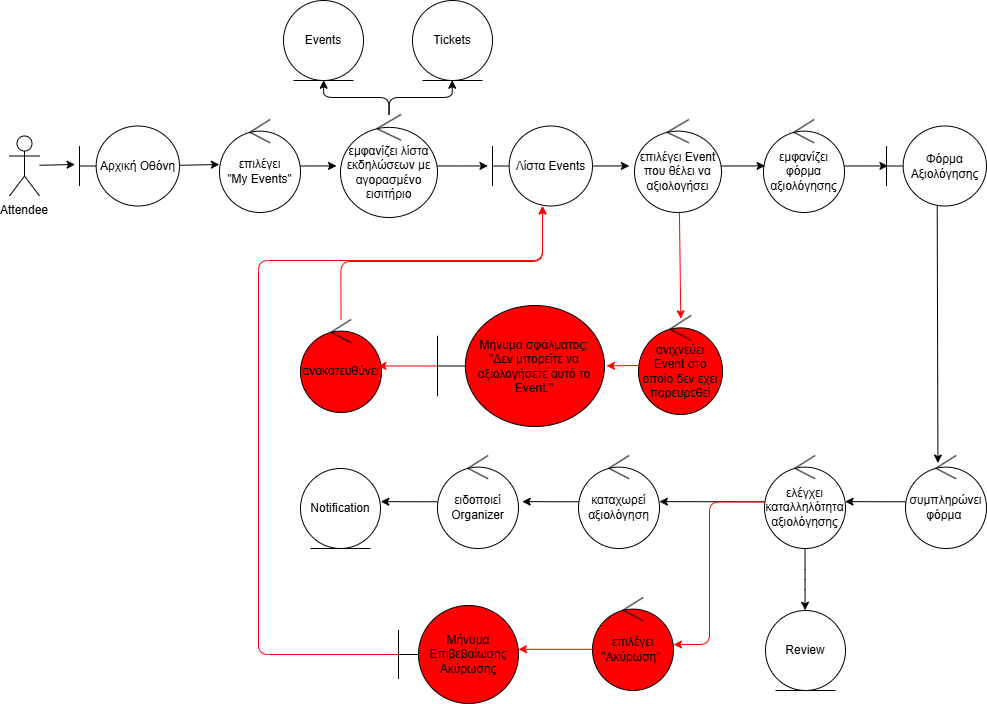 Events
Tickets
Attendee
Αρχική Οθόνη
επιλέγει
"My Events"
εμφανίζει λίστα
εκδηλώσεων με
αγορασμένο
εισιτήριο
Λίστα Events
επιλέγει Event
που θέλει να
αξιολογήσει
εμφανίζει
φόρμα
αξιολόγησης
Φόρμα
Αξιολόγησης
ανακατευθύνει
Μήνυμα σφάλματος:
"Δεν μπορείτε να
αξιολογήσετε αυτό το
Event."
ανιχνεύει
Event στο
οποίο δεν εχει
παρευρεθεί
Notification
ειδοποιεί
Organizer
καταχωρεί
αξιολόγηση
ελέγχει
καταλληλότητα
αξιολόγησης
συμπληρώνει
φόρμα
Μήνυμα
Επιβεβαίωσης
Ακύρωσης
επιλέγει
"Ακύρωση"
Review